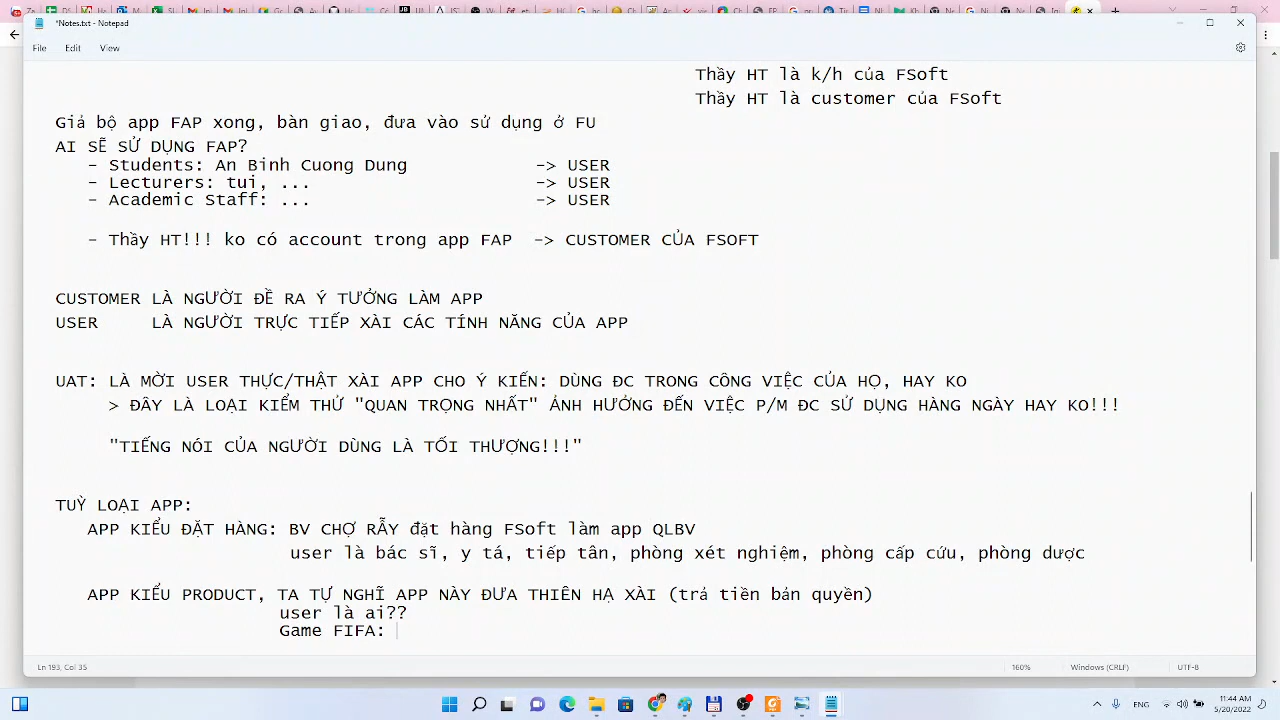 *Notes.txt - Notepad
File Edit View
Thầy HT là k/h của FSoft
Thầy HT là customer của FSoft
Giả bộ app FAP xong, bàn giao, đưa vào sử dụng ở FU
AI SẼ SỬ DỤNG FAP?
- Students: An Binh Cuong Dung -> USER
- Lecturers: tui, ... -> USER
- Academic Staff: ... -> USER
- Thầy HT!!! ko có account trong app FAP -> CUSTOMER CỦA FSOFT
CUSTOMER LÀ NGƯỜI ĐỀ RA Ý TƯỞNG LÀM APP
USER LÀ NGƯỜI TRỰC TIẾP XÀI CÁC TÍNH NĂNG CỦA APP
UAT: LÀ MỜI USER THỰC/THẬT XÀI APP CHO Ý KIẾN: DÙNG ĐC TRONG CÔNG VIỆC CỦA HỌ, HAY KO
> ĐÂY LÀ LOẠI KIỂM THỬ "QUAN TRỌNG NHẤT" ẢNH HƯỞNG ĐẾN VIỆC P/M ĐC SỬ DỤNG HÀNG NGÀY HAY KO!!!
"TIẾNG NÓI CỦA NGƯỜI DÙNG LÀ TỐI THƯỢNG!!!"
TUỲ LOẠI APP:
APP KIỂU ĐẶT HÀNG: BV CHỢ RẪY đặt hàng FSoft làm app QLBV
user là bác sĩ, y tá, tiếp tân, phòng xét nghiệm, phòng cấp cứu, phòng dược
APP KIỂU PRODUCT, TA TỰ NGHĨ APP NÀY ĐƯA THIÊN HẠ XÀI (trả tiền bản quyền)
user là ai??
Game FIFA:
Ln 193, Col 35 160% Windows (CRLF) UTF-8
ENG 11:44 AM
5/20/2022